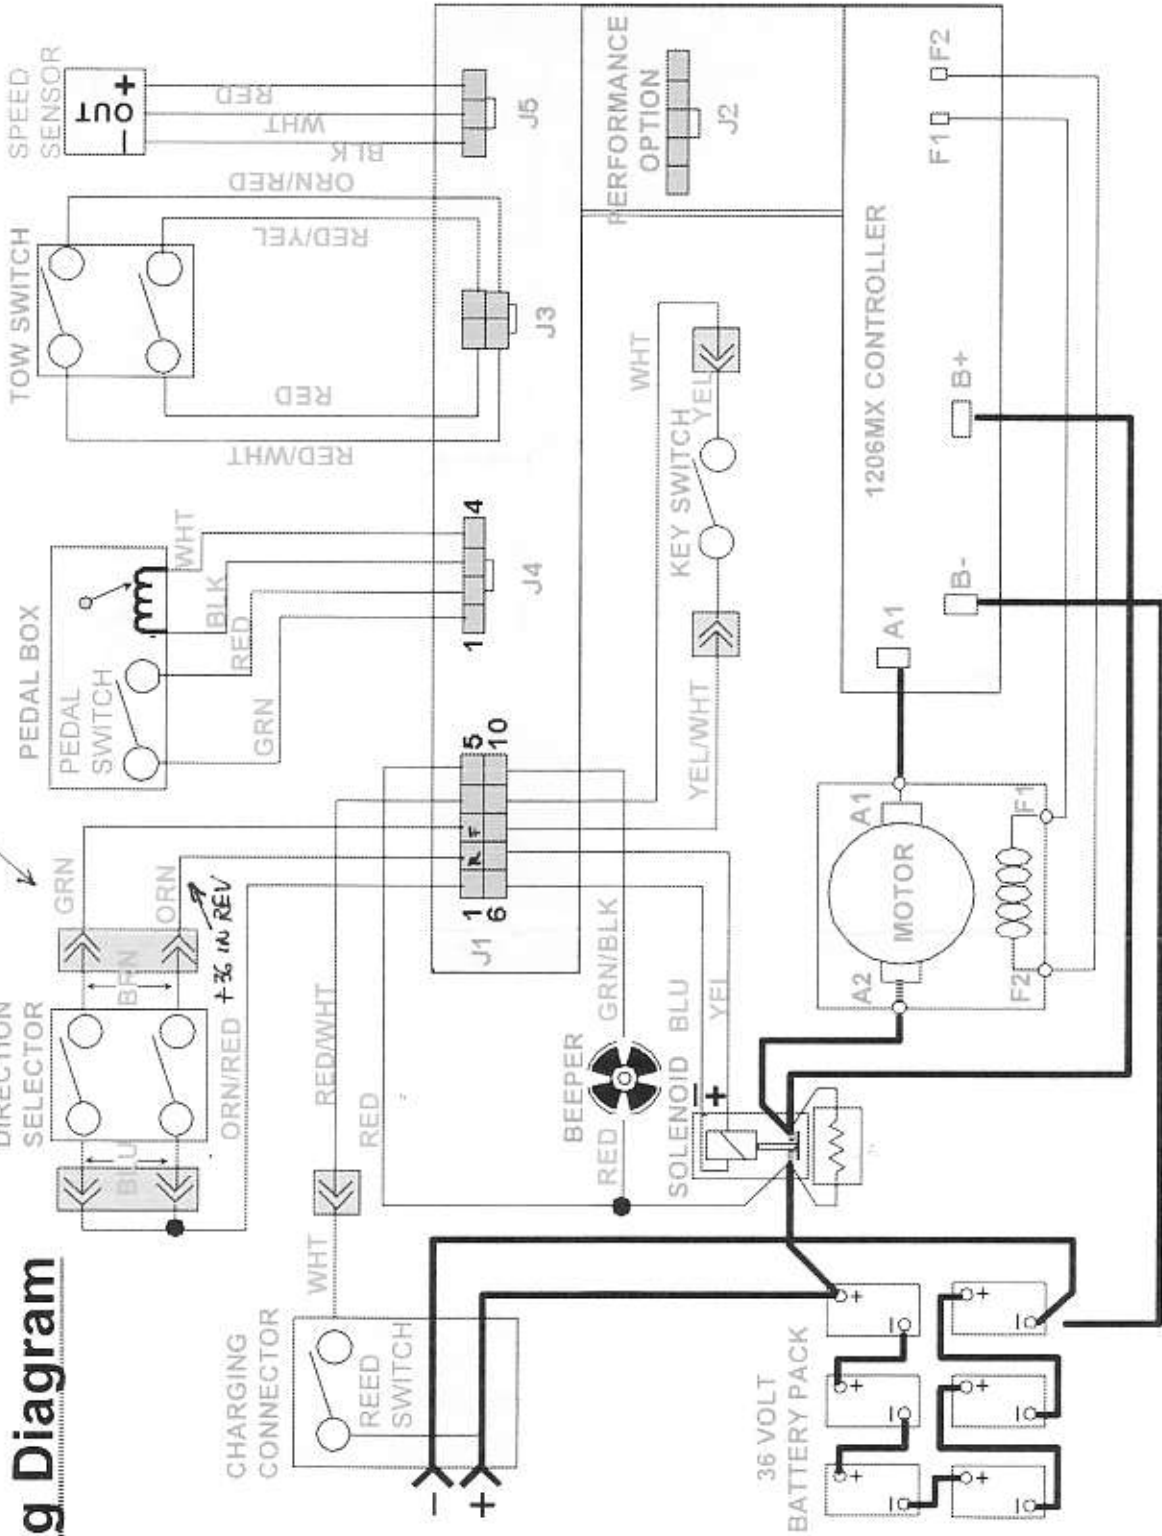 g Diagram
DIRECTION
SELECTOR
BLU
BRN
GRN
ORN
+36 IN REV
ORN/RED
PEDAL BOX
PEDAL
SWITCH
WHT
BLK
RED
GRN
TOW SWITCH
RED/WHT
RED
RED/YEL
ORN/RED
SPEED
SENSOR
- OUT +
BLK
WHT
RED
CHARGING
CONNECTOR
REED
SWITCH
WHT
RED/WHT
RED
- 
+
J1
1 R F 5
6 10
J4
1 4
J3
J5
BEEPER
RED
GRN/BLK
SOLENOID
- +
BLU
YEL
YEL/WHT
KEY SWITCH
YEL
WHT
PERFORMANCE
OPTION
J2
36 VOLT
BATTERY PACK
+ - + - + -
+ - + - + -
MOTOR
A2 A1
F2 F1
1206MX CONTROLLER
A1
B-
B+
F1 F2